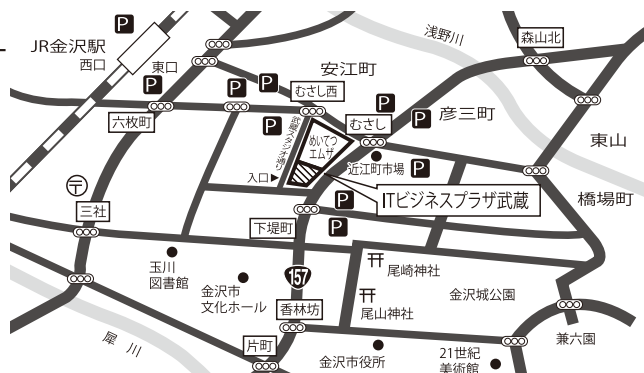 JR金沢駅
西口
東口
P
P
P
P
P
P
P
P
P
P
浅野川
森山北
安江町
むさし西
彦三町
六枚町
武蔵スタジオ通り
めいてつ
エムザ
むさし
東山
近江町市場
入口▶
ITビジネスプラザ武蔵
橋場町
〒
三社
下堤町
玉川
図書館
金沢市
文化ホール
157
尾崎神社
尾山神社
金沢城公園
香林坊
犀川
片町
金沢市役所
21世紀
美術館
兼六園